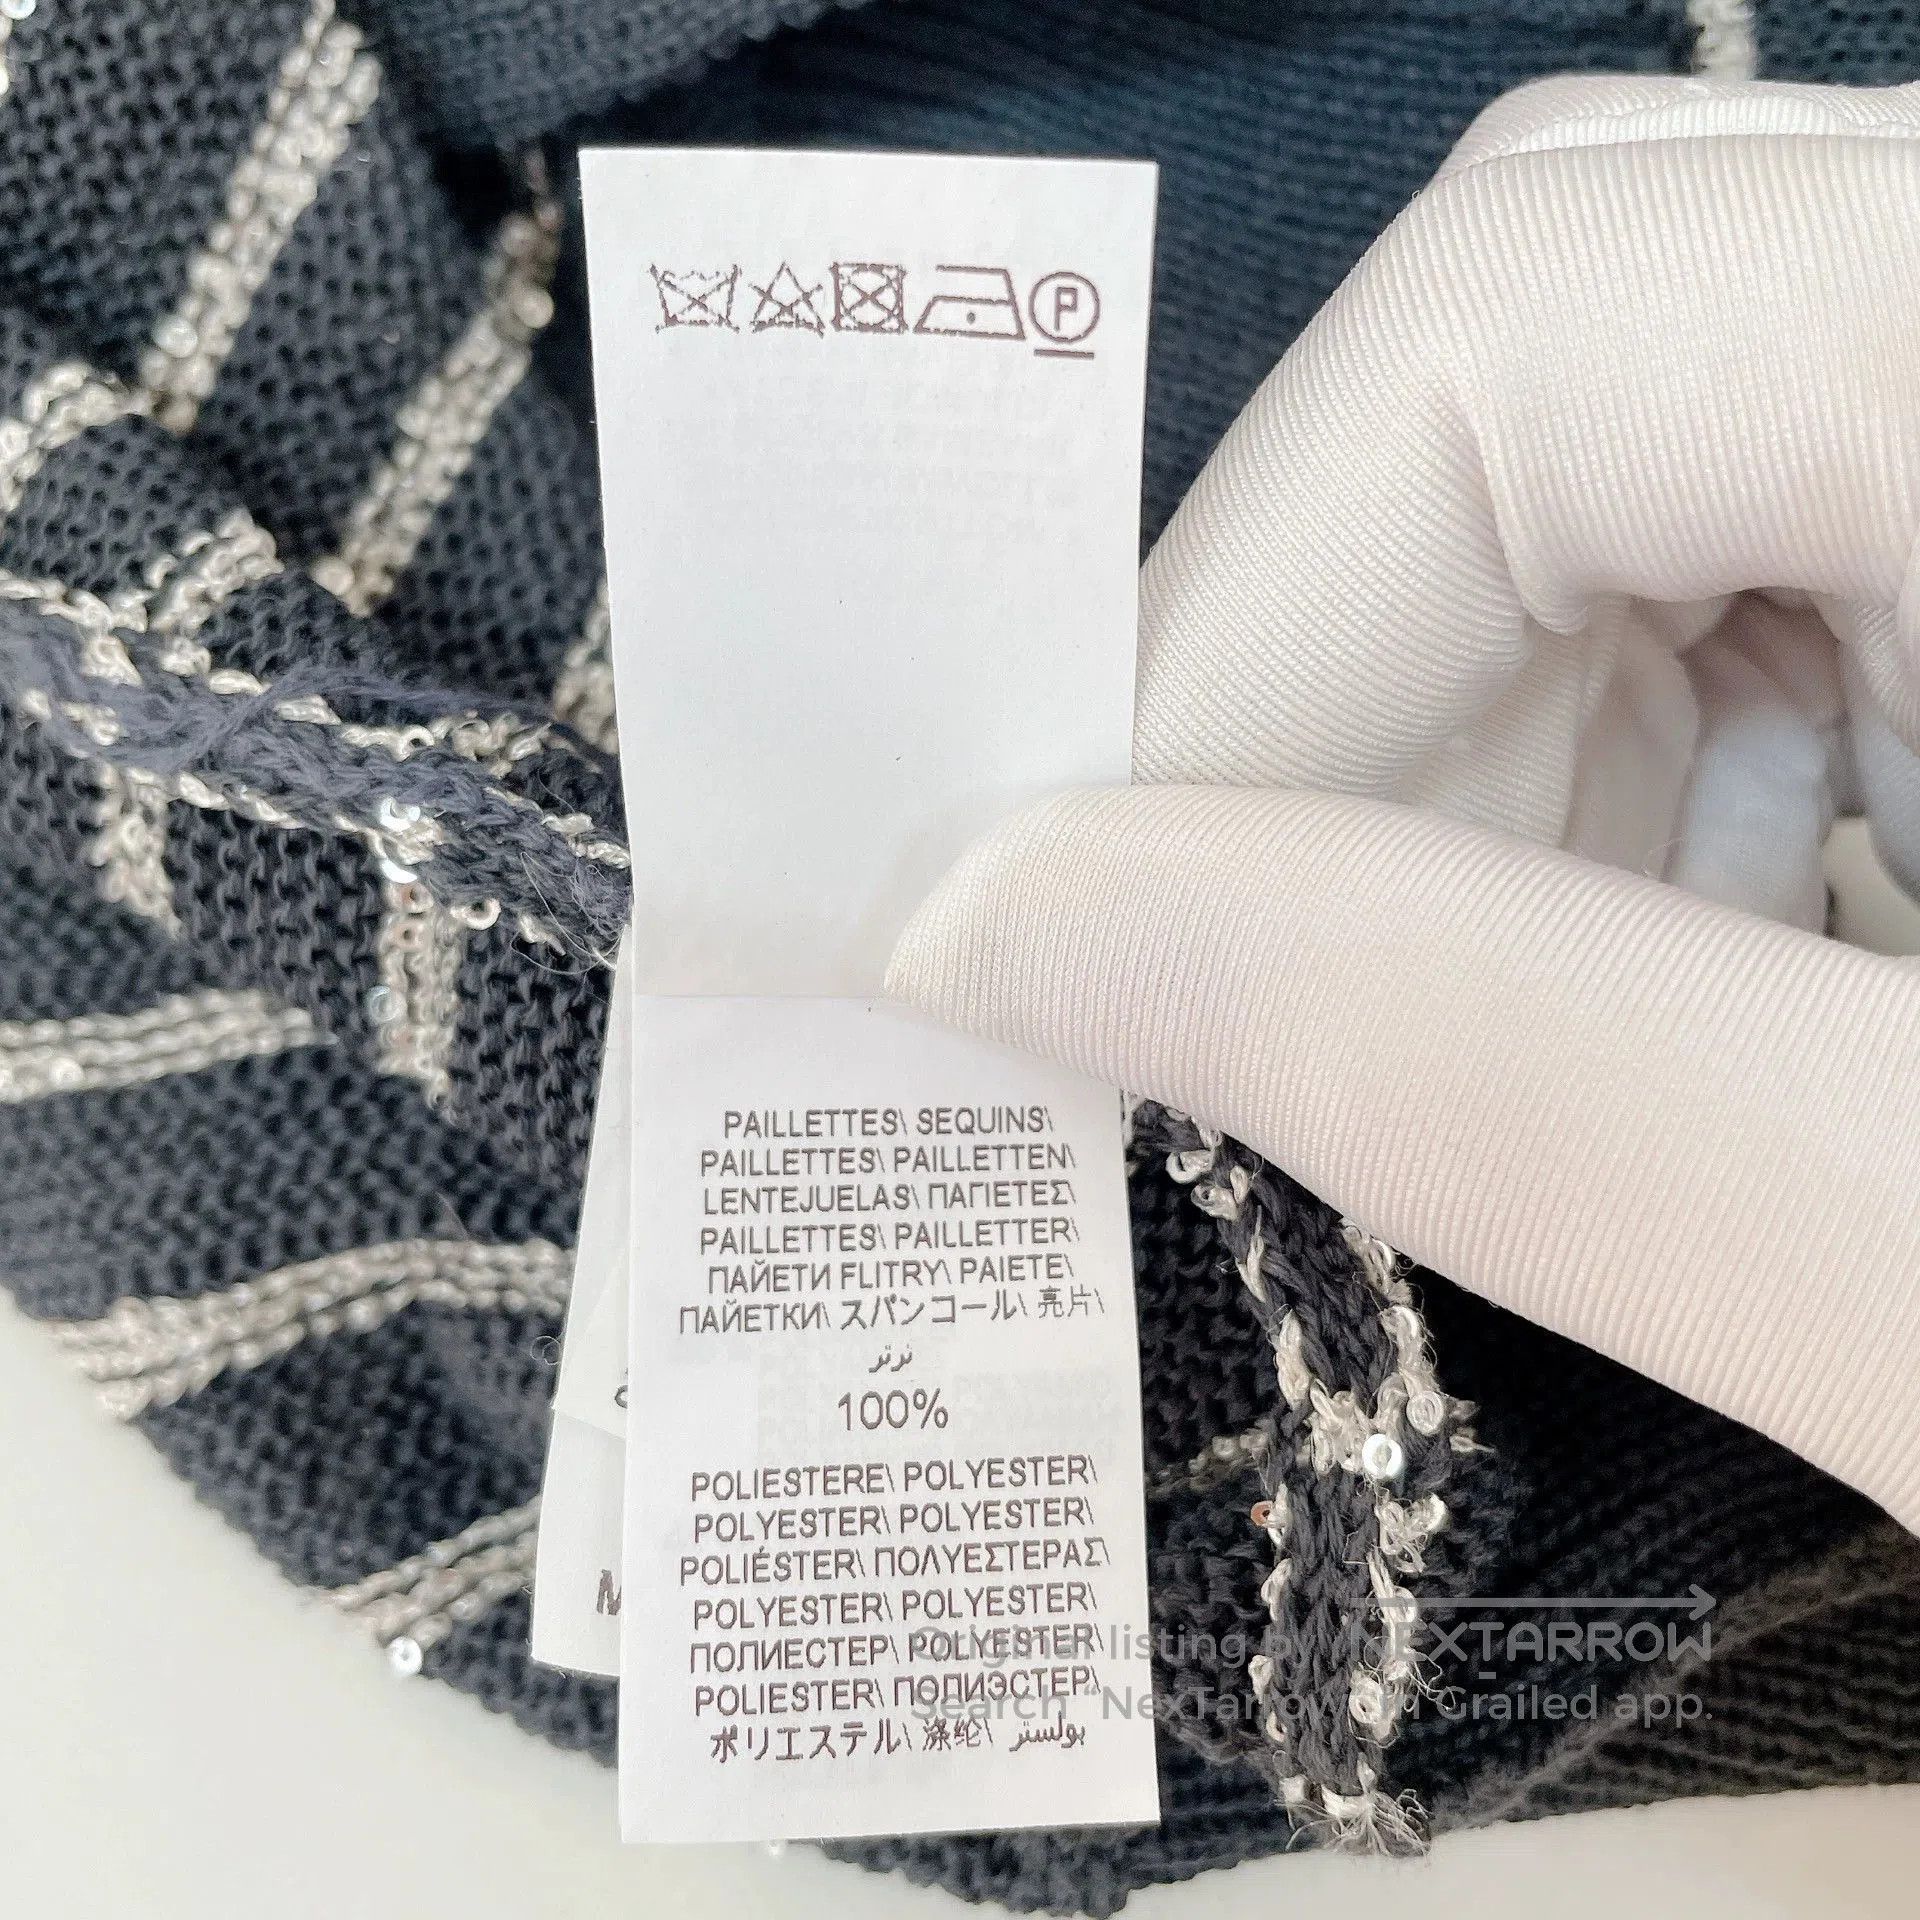 P
PAILLETTES\ SEQUINS\
PAILLETTES\ PAILLETTEN\
LENTEJUELAS\ ΠΑΓΙΕΤΕΣ\
PAILLETTES\ PAILLETTER\
ПАЙЕТИ FLITRY\ PAIETE\
ПАЙЕТКИ\ スパンコール\ 亮片\
ترتر
100%
POLIESTERE\ POLYESTER\
POLYESTER\ POLYESTER\
POLIÉSTER\ ΠΟΛΥΕΣΤΕΡΑΣ\
POLYESTER\ POLYESTER\
ПОЛИЕСТЕР\ POLYESTER\
POLIESTER\ ПОЛИЭСТЕР\
ポリエステル\ 涤纶\ بولستر
M
Original listing by NEXTARROW
Search "NexTarrow" in Grailed app.